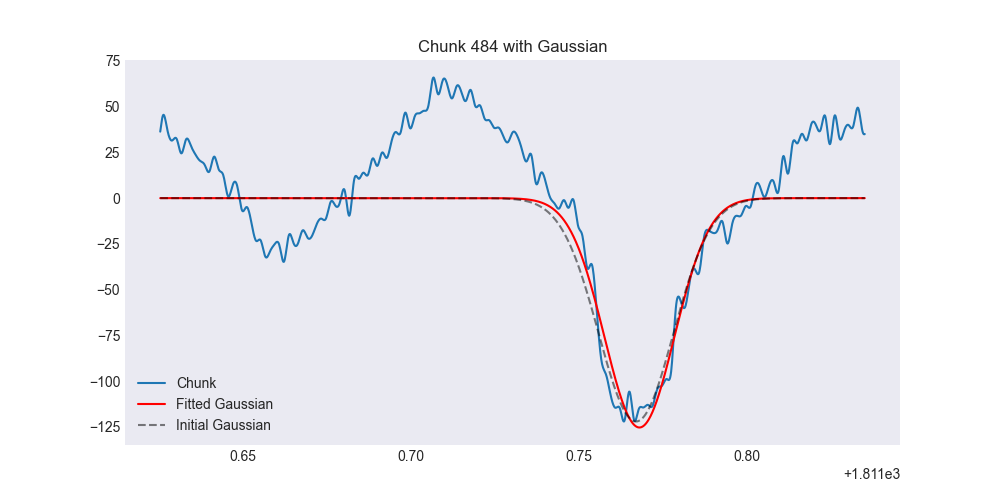 Chunk 484 with Gaussian
75
50
25
0
−25
−50
−75
−100
−125
Chunk
Fitted Gaussian
Initial Gaussian
0.65 0.70 0.75 0.80
+1.811e3